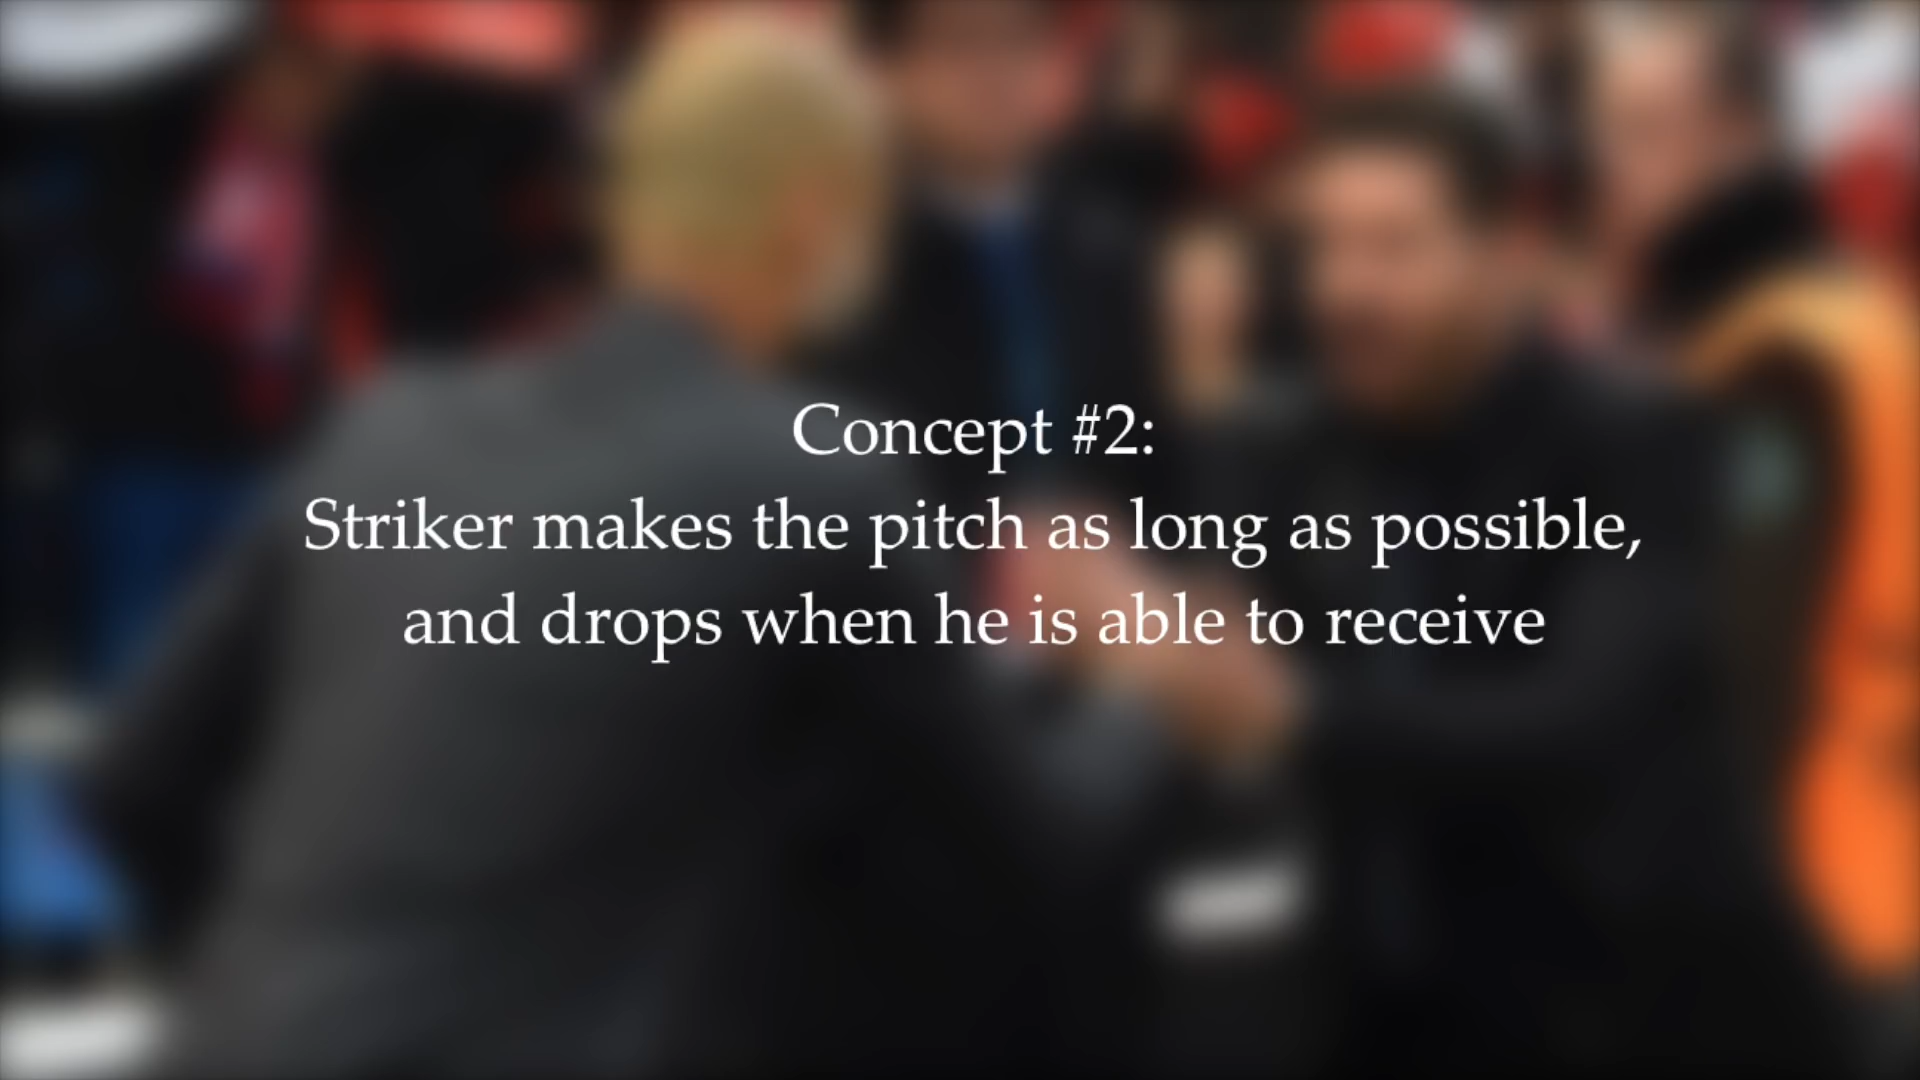 Concept #2:
Striker makes the pitch as long as possible,
and drops when he is able to receive